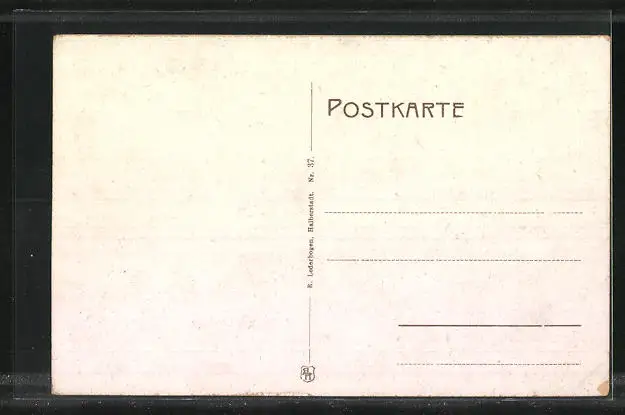 POSTKARTE
R. Lederbogen, Halberstadt. Nr. 37.